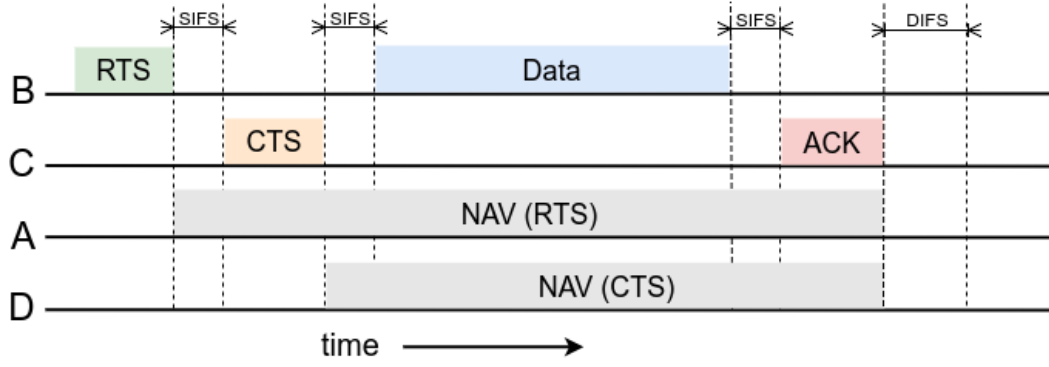 SIFS SIFS SIFS DIFS
B RTS Data
C CTS ACK
A NAV (RTS)
D NAV (CTS)
time